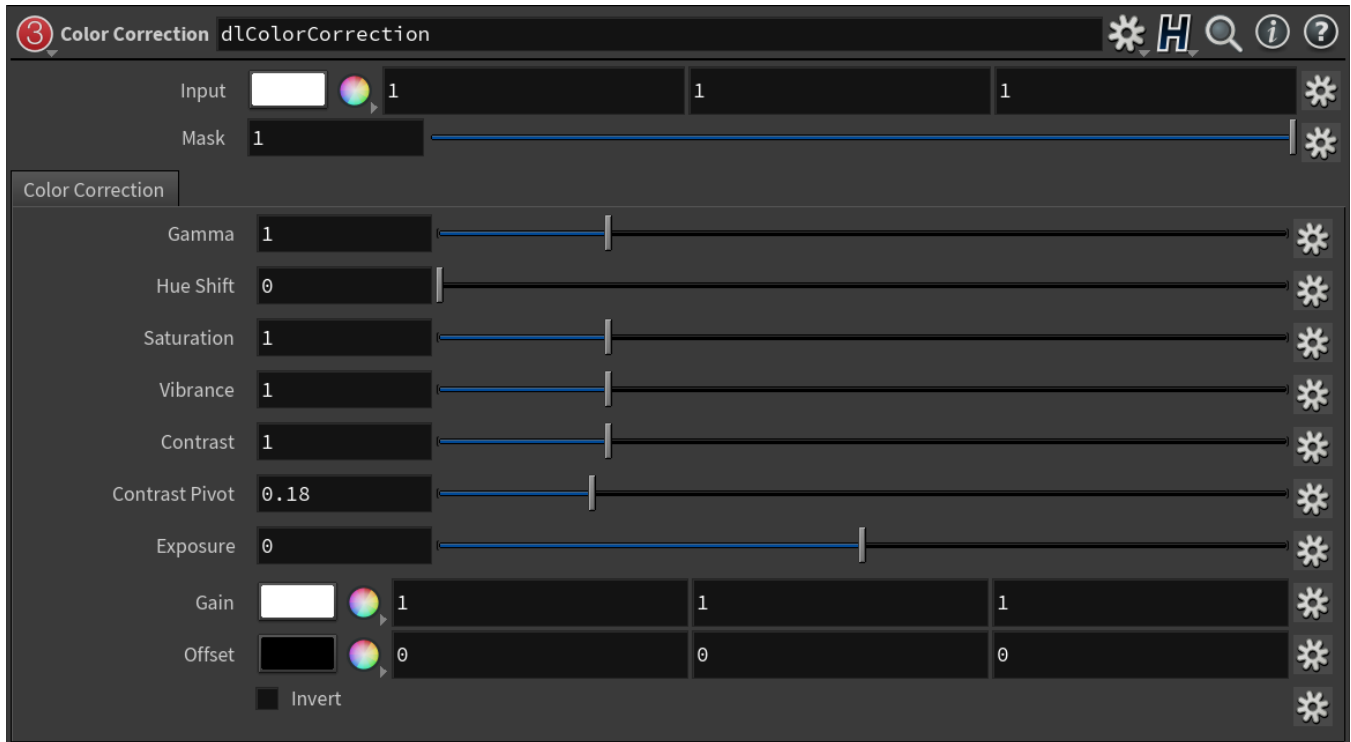 3 Color Correction dlColorCorrection H i ?
Input 1 1 1
Mask 1
Color Correction
Gamma 1
Hue Shift 0
Saturation 1
Vibrance 1
Contrast 1
Contrast Pivot 0.18
Exposure 0
Gain 1 1 1
Offset 0 0 0
Invert